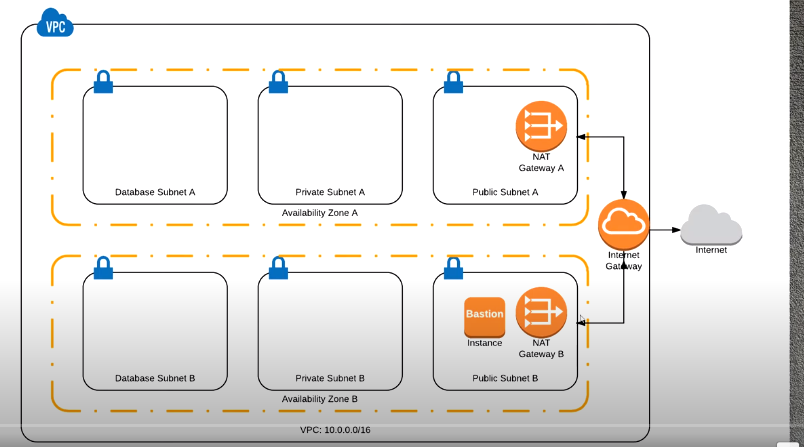 VPC
NAT
Gateway A
Database Subnet A
Private Subnet A
Public Subnet A
Availability Zone A
Internet
Gateway
Internet
Bastion
Instance
NAT
Gateway B
Database Subnet B
Private Subnet B
Public Subnet B
Availability Zone B
VPC: 10.0.0.0/16